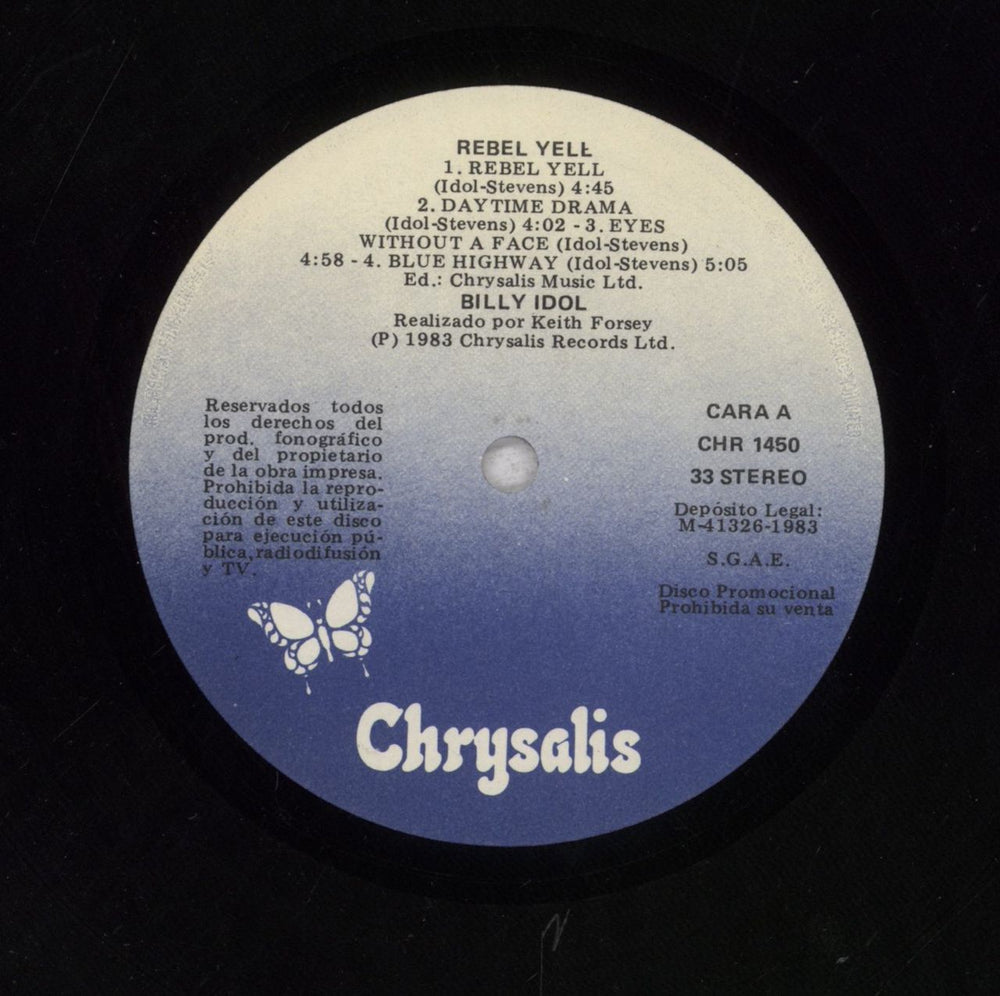 REBEL YELL
1. REBEL YELL
(Idol-Stevens) 4:45
2. DAYTIME DRAMA
(Idol-Stevens) 4:02 - 3. EYES
WITHOUT A FACE (Idol-Stevens)
4:58 - 4. BLUE HIGHWAY (Idol-Stevens) 5:05
Ed.: Chrysalis Music Ltd.
BILLY IDOL
Realizado por Keith Forsey
(P) 1983 Chrysalis Records Ltd.
Reservados todos
los derechos del
prod. fonográfico
y del propietario
de la obra impresa.
Prohibida la repro-
ducción y utiliza-
ción de este disco
para ejecución pú-
blica, radiodifusión
y TV.
CARA A
CHR 1450
33 STEREO
Depósito Legal:
M-41326-1983
S.G.A.E.
Disco Promocional
Prohibida su venta
Chrysalis